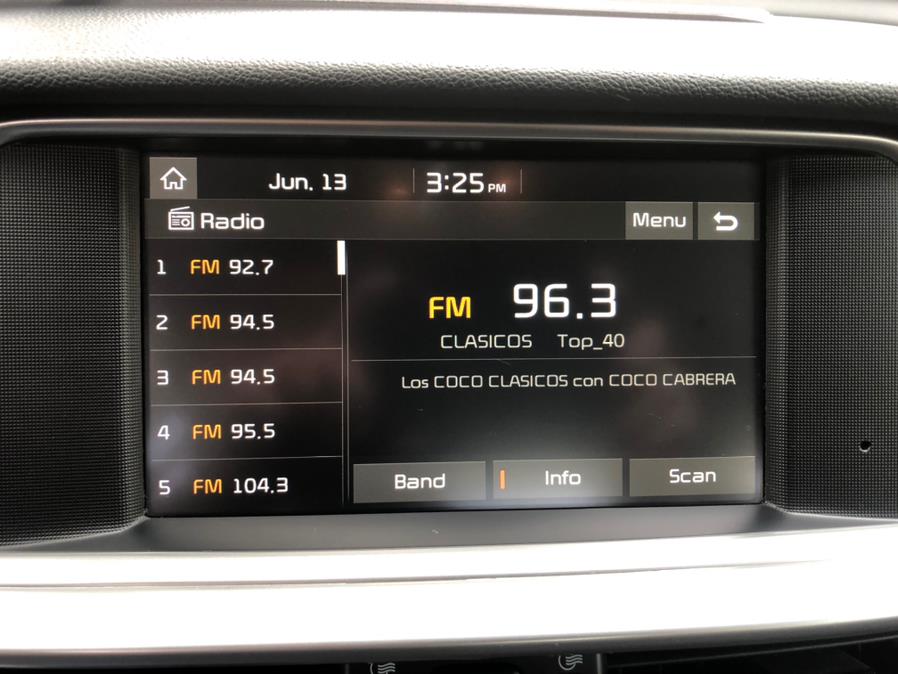 Jun. 13 3:25 PM
Radio Menu
1 FM 92.7
2 FM 94.5
3 FM 94.5
4 FM 95.5
5 FM 104.3
FM 96.3
CLASICOS Top_40
Los COCO CLASICOS con COCO CABRERA
Band Info Scan